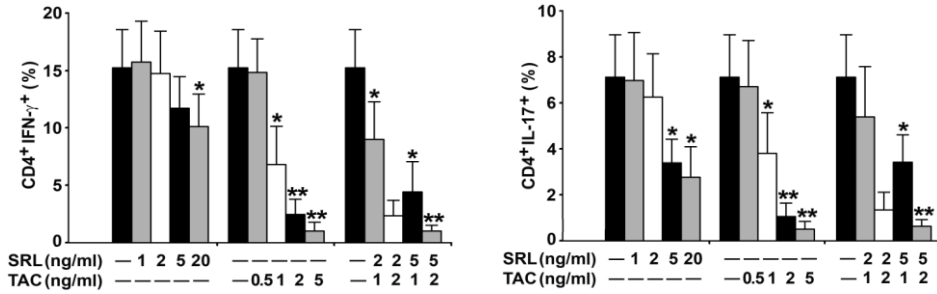 20
15
10
5
0
CD4+IFN-γ+ (%)
* * ** ** * * **
SRL (ng/ml) — 1 2 5 20 — — — — — — 2 2 5 5
TAC (ng/ml) — — — — — — 0.5 1 2 5 — 1 2 1 2
10
8
6
4
2
0
CD4+IL-17+ (%)
* * * ** ** * **
SRL (ng/ml) — 1 2 5 20 — — — — — — 2 2 5 5
TAC (ng/ml) — — — — — — 0.5 1 2 5 — 1 2 1 2